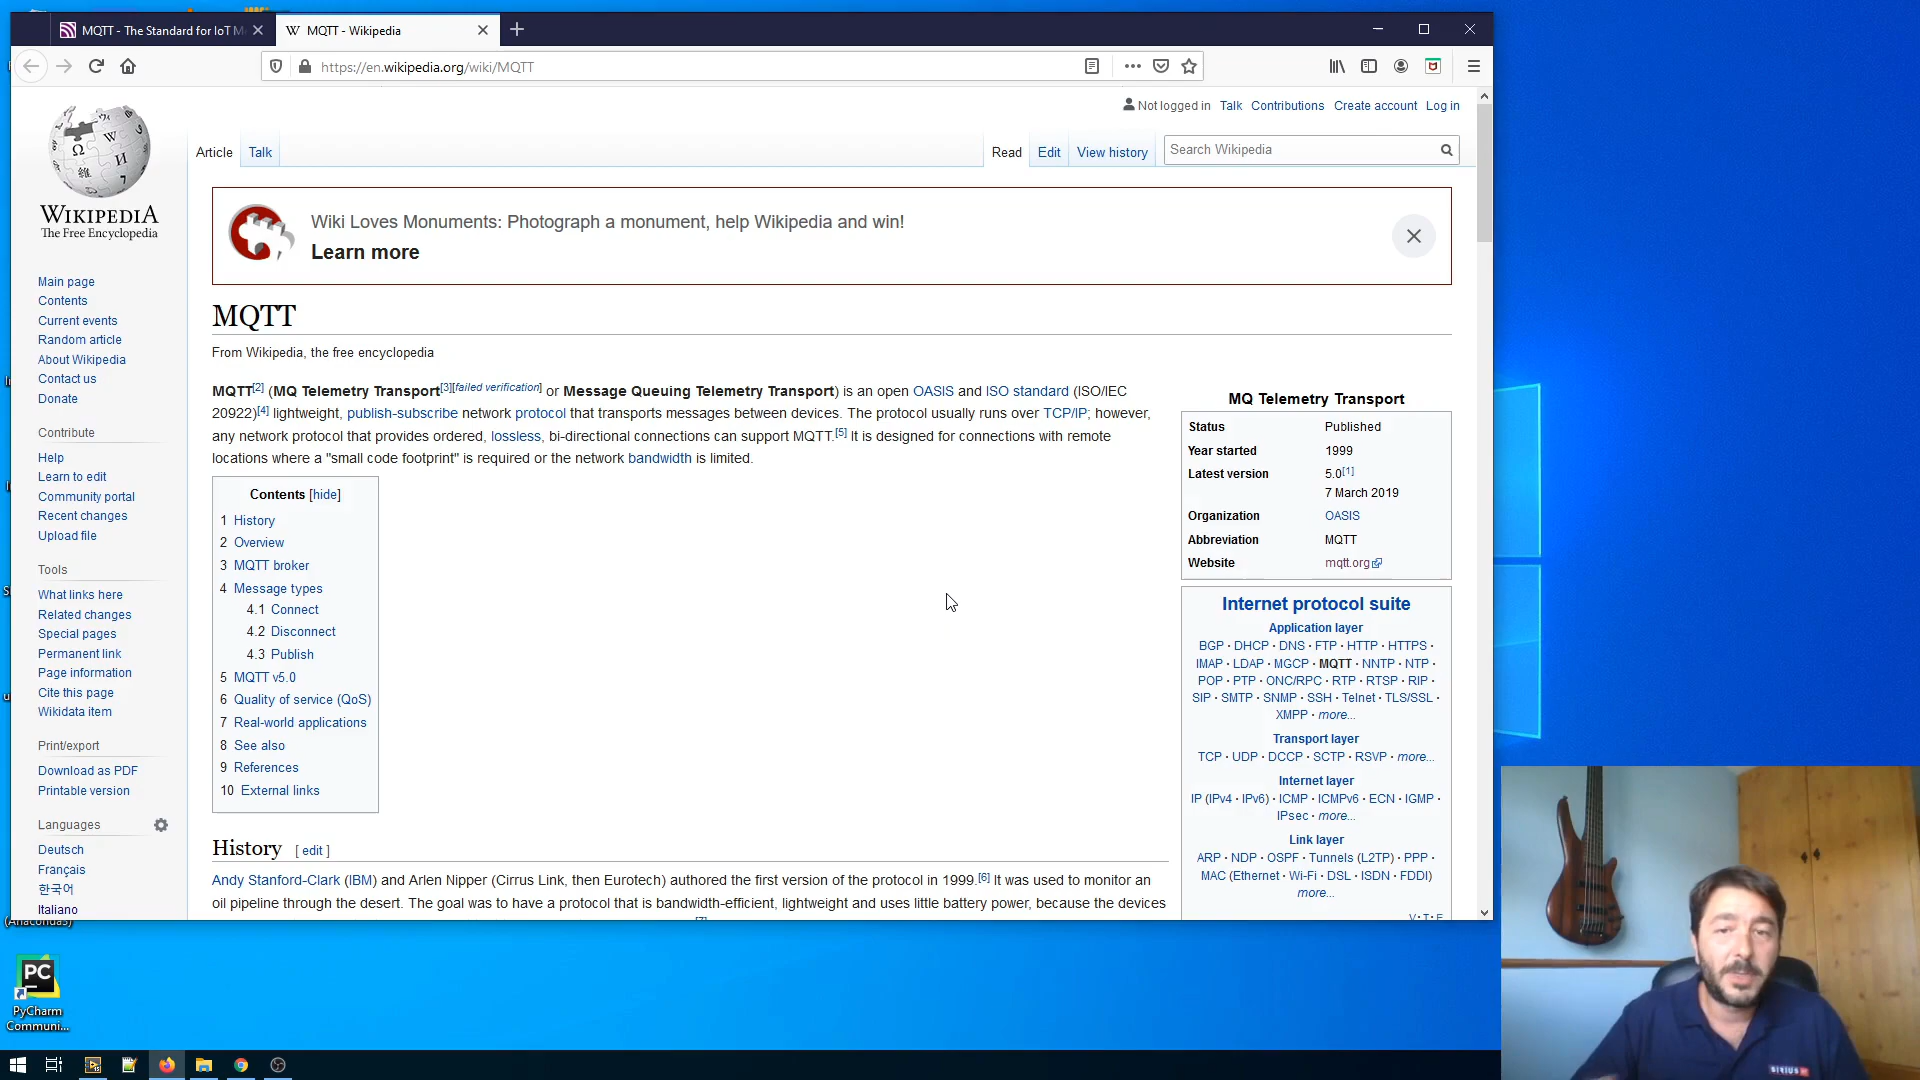 MQTT - The Standard for IoT M
MQTT - Wikipedia
https://en.wikipedia.org/wiki/MQTT
Not logged in Talk Contributions Create account Log in
Article Talk
Read Edit View history
Search Wikipedia
WIKIPEDIA
The Free Encyclopedia
Wiki Loves Monuments: Photograph a monument, help Wikipedia and win!
Learn more
Main page
Contents
Current events
Random article
About Wikipedia
Contact us
Donate
Contribute
Help
Learn to edit
Community portal
Recent changes
Upload file
Tools
What links here
Related changes
Special pages
Permanent link
Page information
Cite this page
Wikidata item
Print/export
Download as PDF
Printable version
Languages
Deutsch
Français
한국어
Italiano
MQTT
From Wikipedia, the free encyclopedia
MQTT[2] (MQ Telemetry Transport[3][failed verification] or Message Queuing Telemetry Transport) is an open OASIS and ISO standard (ISO/IEC
20922)[4] lightweight, publish-subscribe network protocol that transports messages between devices. The protocol usually runs over TCP/IP; however,
any network protocol that provides ordered, lossless, bi-directional connections can support MQTT.[5] It is designed for connections with remote
locations where a "small code footprint" is required or the network bandwidth is limited.
Contents [hide]
1 History
2 Overview
3 MQTT broker
4 Message types
4.1 Connect
4.2 Disconnect
4.3 Publish
5 MQTT v5.0
6 Quality of service (QoS)
7 Real-world applications
8 See also
9 References
10 External links
History [ edit ]
Andy Stanford-Clark (IBM) and Arlen Nipper (Cirrus Link, then Eurotech) authored the first version of the protocol in 1999.[6] It was used to monitor an
oil pipeline through the desert. The goal was to have a protocol that is bandwidth-efficient, lightweight and uses little battery power, because the devices
MQ Telemetry Transport
Status Published
Year started 1999
Latest version 5.0[1]
7 March 2019
Organization OASIS
Abbreviation MQTT
Website mqtt.org
Internet protocol suite
Application layer
BGP · DHCP · DNS · FTP · HTTP · HTTPS ·
IMAP · LDAP · MGCP · MQTT · NNTP · NTP ·
POP · PTP · ONC/RPC · RTP · RTSP · RIP ·
SIP · SMTP · SNMP · SSH · Telnet · TLS/SSL ·
XMPP · more...
Transport layer
TCP · UDP · DCCP · SCTP · RSVP · more...
Internet layer
IP (IPv4 · IPv6) · ICMP · ICMPv6 · ECN · IGMP ·
IPsec · more...
Link layer
ARP · NDP · OSPF · Tunnels (L2TP) · PPP ·
MAC (Ethernet · Wi-Fi · DSL · ISDN · FDDI)
more...
V · T · E
(Anaconda3)
PC
PyCharm
Communi...
SIRIUS